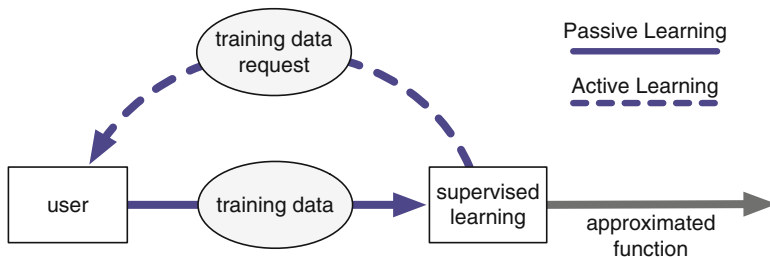 training data
request
Passive Learning
Active Learning
user
training data
supervised
learning
approximated
function